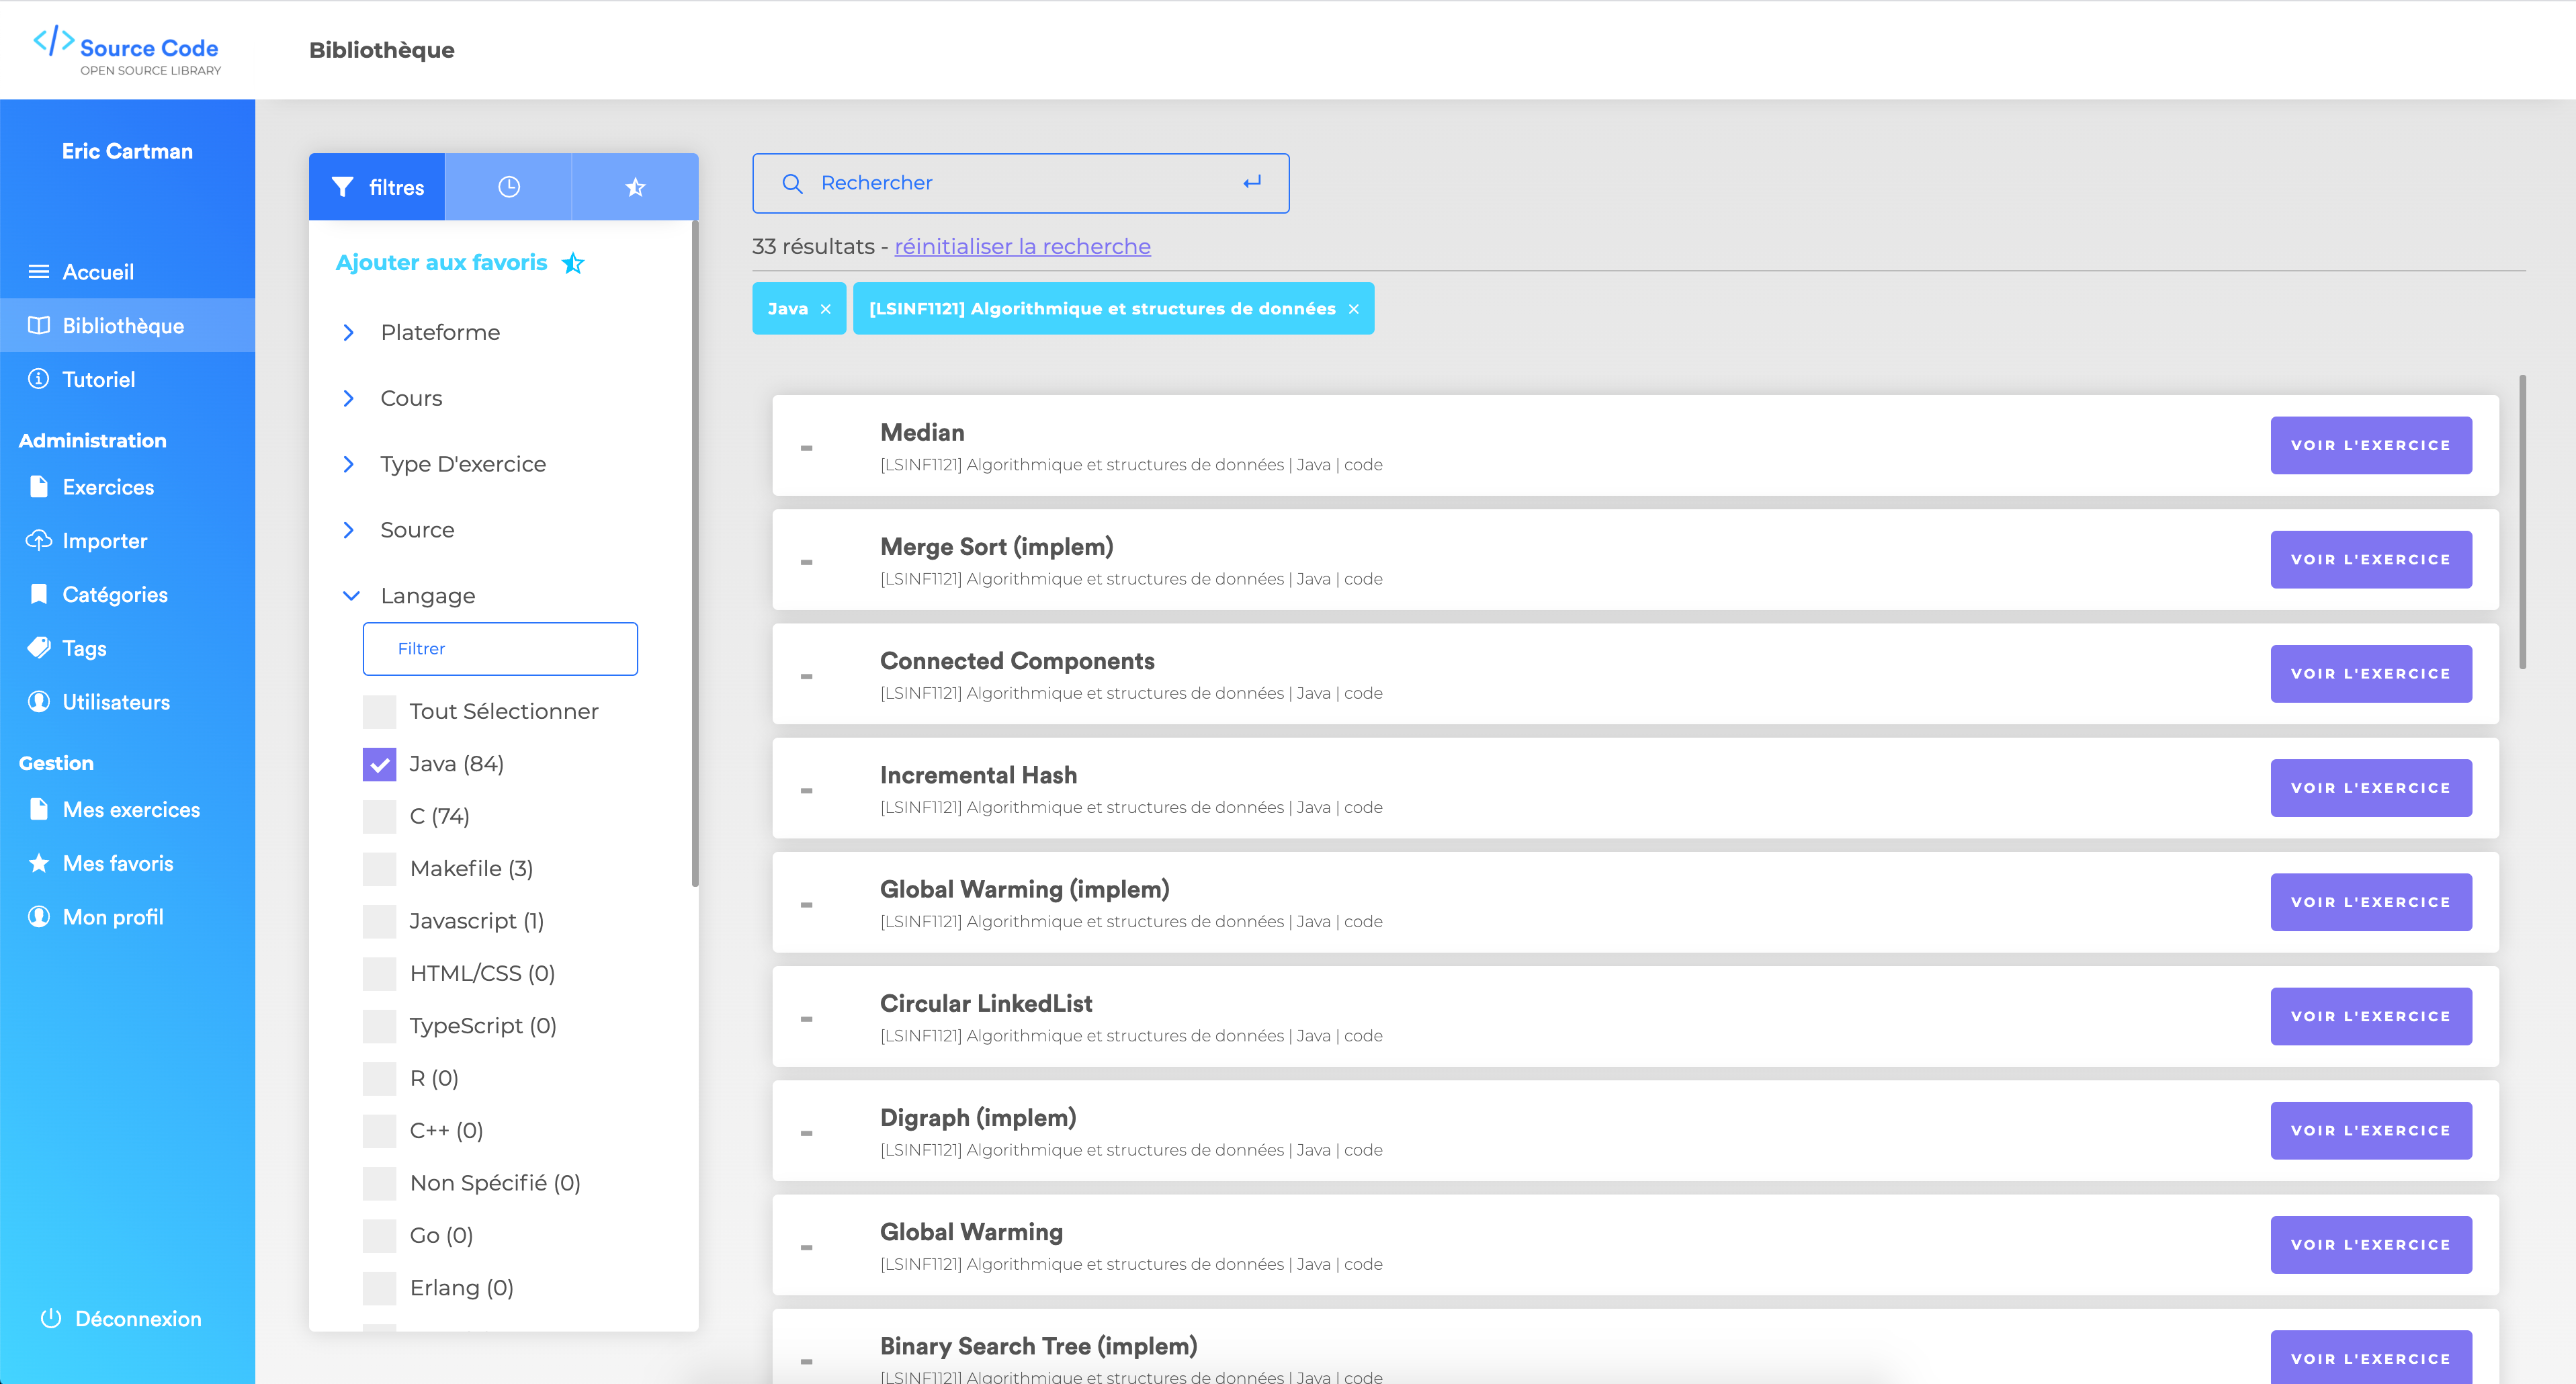 Source Code
OPEN SOURCE LIBRARY
Bibliothèque
Eric Cartman
Accueil
Bibliothèque
Tutoriel
Administration
Exercices
Importer
Catégories
Tags
Utilisateurs
Gestion
Mes exercices
Mes favoris
Mon profil
Déconnexion
filtres
Ajouter aux favoris
Plateforme
Cours
Type D'exercice
Source
Langage
Filtrer
Tout Sélectionner
Java (84)
C (74)
Makefile (3)
Javascript (1)
HTML/CSS (0)
TypeScript (0)
R (0)
C++ (0)
Non Spécifié (0)
Go (0)
Erlang (0)
Rechercher
33 résultats - réinitialiser la recherche
Java × [LSINF1121] Algorithmique et structures de données ×
Median
[LSINF1121] Algorithmique et structures de données | Java | code
VOIR L'EXERCICE
Merge Sort (implem)
[LSINF1121] Algorithmique et structures de données | Java | code
VOIR L'EXERCICE
Connected Components
[LSINF1121] Algorithmique et structures de données | Java | code
VOIR L'EXERCICE
Incremental Hash
[LSINF1121] Algorithmique et structures de données | Java | code
VOIR L'EXERCICE
Global Warming (implem)
[LSINF1121] Algorithmique et structures de données | Java | code
VOIR L'EXERCICE
Circular LinkedList
[LSINF1121] Algorithmique et structures de données | Java | code
VOIR L'EXERCICE
Digraph (implem)
[LSINF1121] Algorithmique et structures de données | Java | code
VOIR L'EXERCICE
Global Warming
[LSINF1121] Algorithmique et structures de données | Java | code
VOIR L'EXERCICE
Binary Search Tree (implem)
[LSINF1121] Algorithmique et structures de données | Java | code
VOIR L'EXERCICE